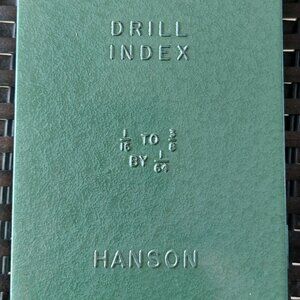 DRILL
INDEX
1/16 TO 3/8
BY 1/64
HANSON